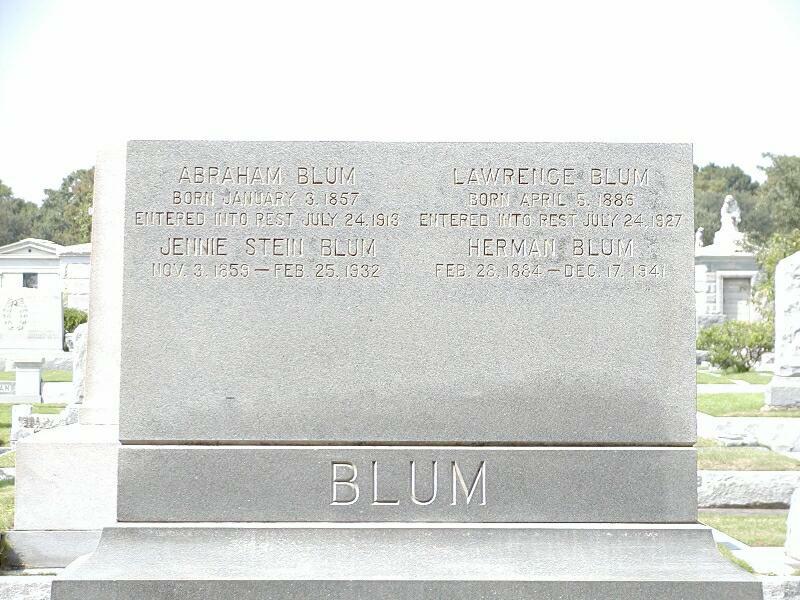 ABRAHAM BLUM
BORN JANUARY 3, 1857
ENTERED INTO REST JULY 24, 1913
JENNIE STEIN BLUM
NOV. 3, 1859 — FEB. 25, 1932
LAWRENCE BLUM
BORN APRIL 5, 1886
ENTERED INTO REST JULY 24, 1927
HERMAN BLUM
FEB. 28, 1884 — DEC. 17, 1941
BLUM